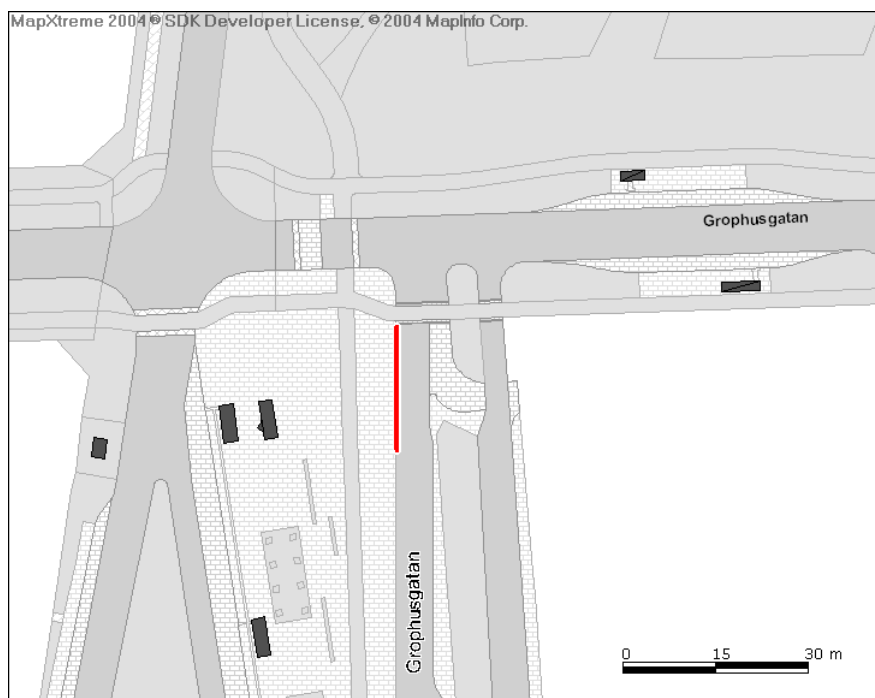 MapXtreme 2004 ® SDK Developer License, © 2004 MapInfo Corp.
Grophusgatan
Grophusgatan
0 15 30 m